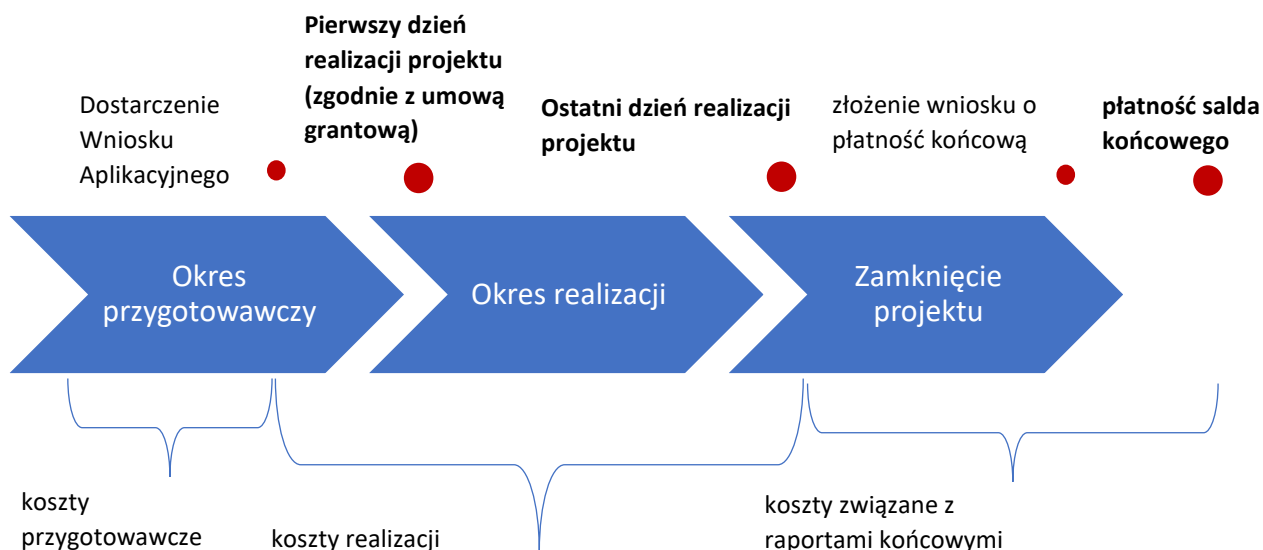 Pierwszy dzień
realizacji projektu
(zgodnie z umową
grantową)
Dostarczenie
Wniosku
Aplikacyjnego
Ostatni dzień realizacji
projektu
złożenie wniosku o
płatność końcową
płatność salda
końcowego
Okres
przygotowawczy
Okres realizacji
Zamknięcie
projektu
koszty
przygotowawcze
koszty realizacji
koszty związane z
raportami końcowymi